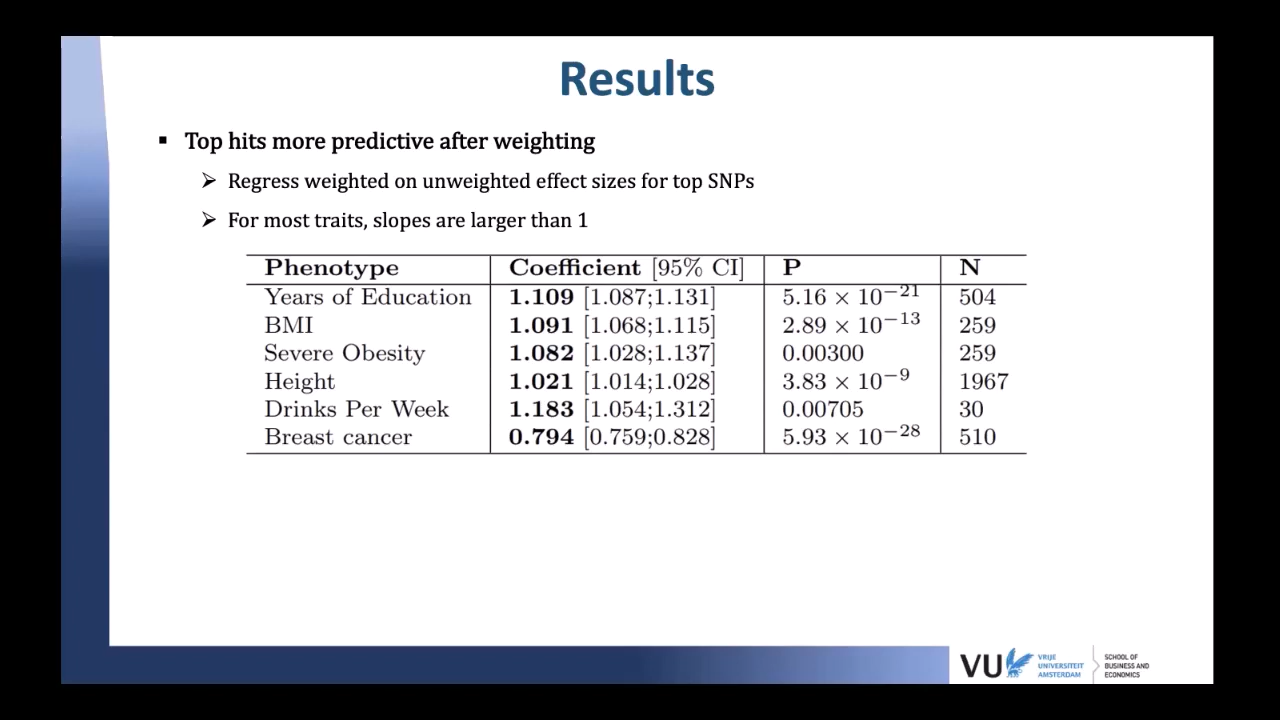 Results
▪ Top hits more predictive after weighting
➢ Regress weighted on unweighted effect sizes for top SNPs
➢ For most traits, slopes are larger than 1
Phenotype Coefficient [95% CI] P N
Years of Education 1.109 [1.087;1.131] 5.16 × 10⁻²¹ 504
BMI 1.091 [1.068;1.115] 2.89 × 10⁻¹³ 259
Severe Obesity 1.082 [1.028;1.137] 0.00300 259
Height 1.021 [1.014;1.028] 3.83 × 10⁻⁹ 1967
Drinks Per Week 1.183 [1.054;1.312] 0.00705 30
Breast cancer 0.794 [0.759;0.828] 5.93 × 10⁻²⁸ 510
VU
VRIJE
UNIVERSITEIT
AMSTERDAM
SCHOOL OF
BUSINESS AND
ECONOMICS